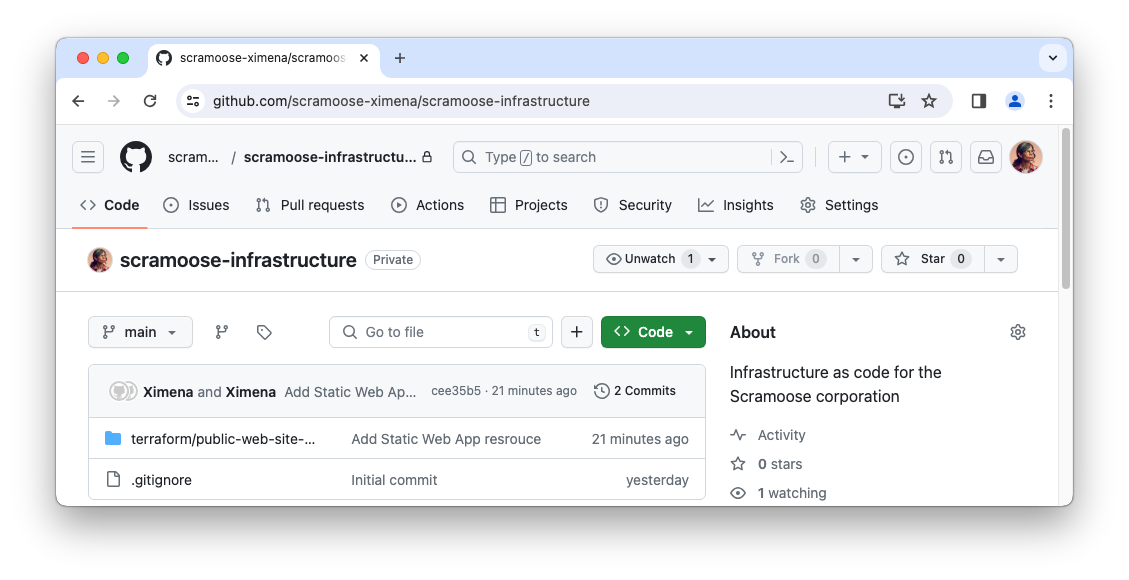 scramoose-ximena/scramoos
github.com/scramoose-ximena/scramoose-infrastructure
scram... / scramoose-infrastructu... Type / to search
Code Issues Pull requests Actions Projects Security Insights Settings
scramoose-infrastructure Private Unwatch 1 Fork 0 Star 0
main Go to file t Code About
Infrastructure as code for the
Scramoose corporation
Ximena and Ximena Add Static Web Ap... cee35b5 · 21 minutes ago 2 Commits
terraform/public-web-site-... Add Static Web App resrouce 21 minutes ago
Activity
0 stars
.gitignore Initial commit yesterday
1 watching